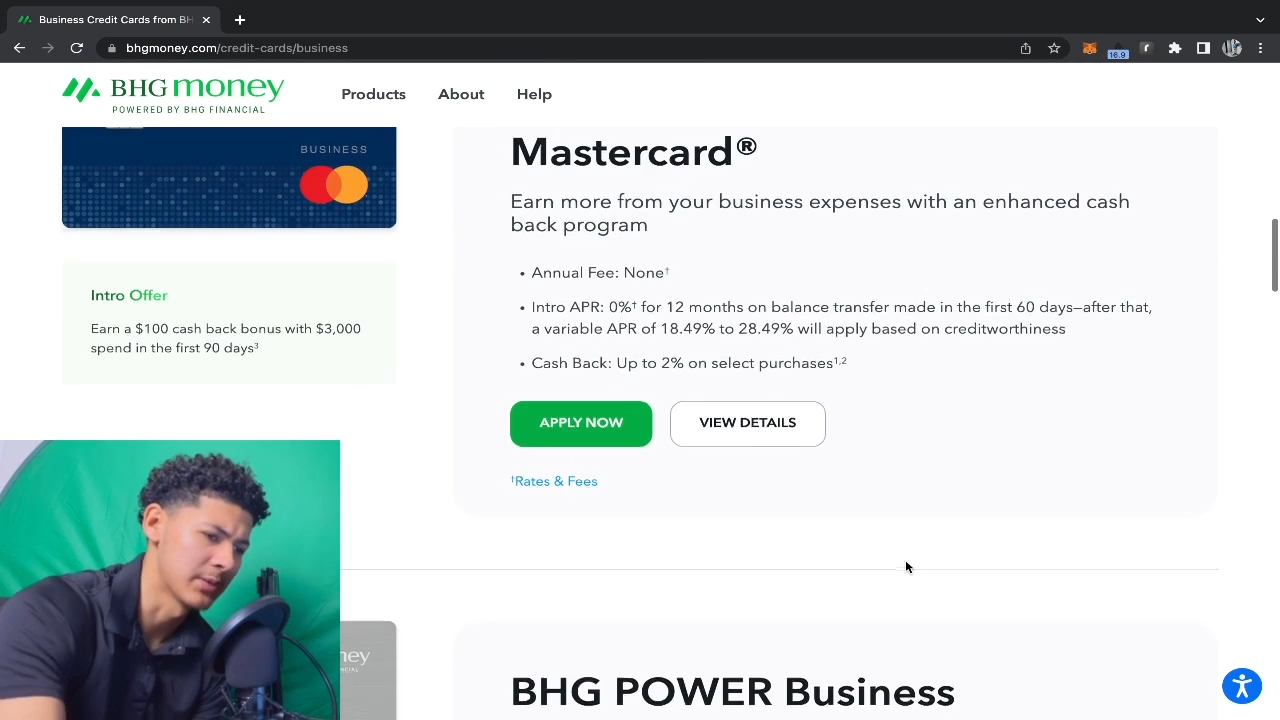 Business Credit Cards from BH
bhgmoney.com/credit-cards/business
16.9
BHG money
POWERED BY BHG FINANCIAL
Products
About
Help
BUSINESS
Mastercard®
Earn more from your business expenses with an enhanced cash
back program
• Annual Fee: None†
• Intro APR: 0%† for 12 months on balance transfer made in the first 60 days—after that,
a variable APR of 18.49% to 28.49% will apply based on creditworthiness
• Cash Back: Up to 2% on select purchases¹,²
APPLY NOW
VIEW DETAILS
†Rates & Fees
Intro Offer
Earn a $100 cash back bonus with $3,000
spend in the first 90 days³
ney
BHG POWER Business